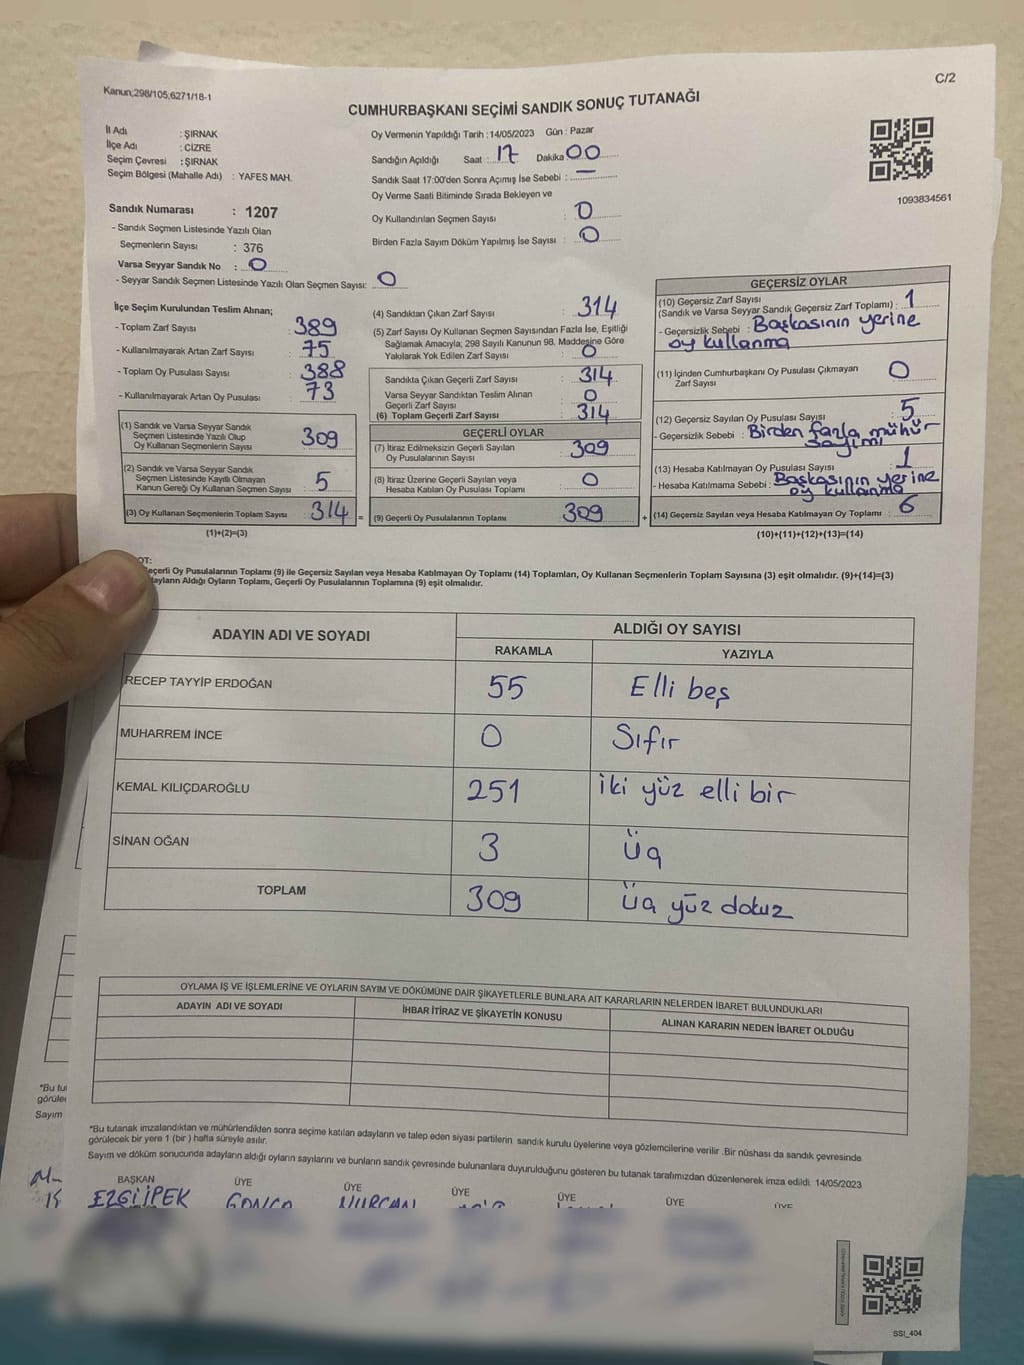 Kanun;298/105;6271/18-1
C/2
CUMHURBAŞKANI SEÇİMİ SANDIK SONUÇ TUTANAĞI
İl Adı : ŞIRNAK
İlçe Adı : CİZRE
Seçim Çevresi : ŞIRNAK
Seçim Bölgesi (Mahalle Adı) : YAFES MAH.
Sandık Numarası : 1207
- Sandık Seçmen Listesinde Yazılı Olan
Seçmenlerin Sayısı : 376
Varsa Seyyar Sandık No : 0
- Seyyar Sandık Seçmen Listesinde Yazılı Olan Seçmen Sayısı: 0
Oy Vermenin Yapıldığı Tarih : 14/05/2023 Gün : Pazar
Sandığın Açıldığı Saat : 17 Dakika 00
Sandık Saat 17:00'den Sonra Açımış İse Sebebi : —
Oy Verme Saati Bitiminde Sırada Bekleyen ve
Oy Kullandırılan Seçmen Sayısı : 0
Birden Fazla Sayım Döküm Yapılmış İse Sayısı : 0
1093834561
İlçe Seçim Kurulundan Teslim Alınan;
- Toplam Zarf Sayısı : 389
- Kullanılmayarak Artan Zarf Sayısı : 75
- Toplam Oy Pusulası Sayısı : 388
- Kullanılmayarak Artan Oy Pusulası : 73
(1) Sandık ve Varsa Seyyar Sandık
Seçmen Listesinde Yazılı Olup
Oy Kullanan Seçmenlerin Sayısı 309
(2) Sandık ve Varsa Seyyar Sandık
Seçmen Listesinde Kayıtlı Olmayan
Kanun Gereği Oy Kullanan Seçmen Sayısı 5
(3) Oy Kullanan Seçmenlerin Toplam Sayısı 314 =
(1)+(2)=(3)
(4) Sandıktan Çıkan Zarf Sayısı : 314
(5) Zarf Sayısı Oy Kullanan Seçmen Sayısından Fazla İse, Eşitliği
Sağlamak Amacıyla; 298 Sayılı Kanunun 98. Maddesine Göre
Yakılarak Yok Edilen Zarf Sayısı : 0
Sandıkta Çıkan Geçerli Zarf Sayısı : 314
Varsa Seyyar Sandıktan Teslim Alınan
Geçerli Zarf Sayısı : 0
(6) Toplam Geçerli Zarf Sayısı : 314
GEÇERLİ OYLAR
(7) İtiraz Edilmeksizin Geçerli Sayılan
Oy Pusulalarının Sayısı 309
(8) İtiraz Üzerine Geçerli Sayılan veya
Hesaba Katılan Oy Pusulası Toplamı 0
(9) Geçerli Oy Pusulalarının Toplamı 309 +
GEÇERSİZ OYLAR
(10) Geçersiz Zarf Sayısı
(Sandık ve Varsa Seyyar Sandık Geçersiz Zarf Toplamı) : 1
- Geçersizlik Sebebi : Başkasının yerine
oy kullanma
(11) İçinden Cumhurbaşkanı Oy Pusulası Çıkmayan
Zarf Sayısı : 0
(12) Geçersiz Sayılan Oy Pusulası Sayısı : 5
- Geçersizlik Sebebi : Birden fazla mühür
sayımı
(13) Hesaba Katılmayan Oy Pusulası Sayısı : 1
- Hesaba Katılmama Sebebi : Başkasının yerine
oy kullanma
(14) Geçersiz Sayılan veya Hesaba Katılmayan Oy Toplamı : 6
(10)+(11)+(12)+(13)=(14)
OT:
eçerli Oy Pusulalarının Toplamı (9) ile Geçersiz Sayılan veya Hesaba Katılmayan Oy Toplamı (14) Toplamları, Oy Kullanan Seçmenlerin Toplam Sayısına (3) eşit olmalıdır. (9)+(14)=(3)
dayların Aldığı Oyların Toplamı, Geçerli Oy Pusulalarının Toplamına (9) eşit olmalıdır.
ADAYIN ADI VE SOYADI ALDIĞI OY SAYISI
RAKAMLA YAZIYLA
RECEP TAYYİP ERDOĞAN 55 Elli beş
MUHARREM İNCE 0 Sıfır
KEMAL KILIÇDAROĞLU 251 iki yüz elli bir
SİNAN OĞAN 3 üç
TOPLAM 309 üç yüz dokuz
OYLAMA İŞ VE İŞLEMLERİNE VE OYLARIN SAYIM VE DÖKÜMÜNE DAİR ŞİKAYETLERLE BUNLARA AİT KARARLARIN NELERDEN İBARET BULUNDUKLARI
ADAYIN ADI VE SOYADI İHBAR İTİRAZ VE ŞİKAYETİN KONUSU ALINAN KARARIN NEDEN İBARET OLDUĞU
*Bu tu
görüle
Sayım
*Bu tutanak imzalandıktan ve mühürlendikten sonra seçime katılan adayların ve talep eden siyasi partilerin sandık kurulu üyelerine veya gözlemcilerine verilir .Bir nüshası da sandık çevresinde
görülecek bir yere 1 (bir ) hafta süreyle asılır.
Sayım ve döküm sonucunda adayların aldığı oyların sayılarını ve bunların sandık çevresinde bulunanlara duyurulduğunu gösteren bu tutanak tarafımızdan düzenlenerek imza edildi. 14/05/2023
BAŞKAN ÜYE ÜYE ÜYE ÜYE ÜYE ÜYE
EZGİ İPEK GONCA NURCAN
SSI_404